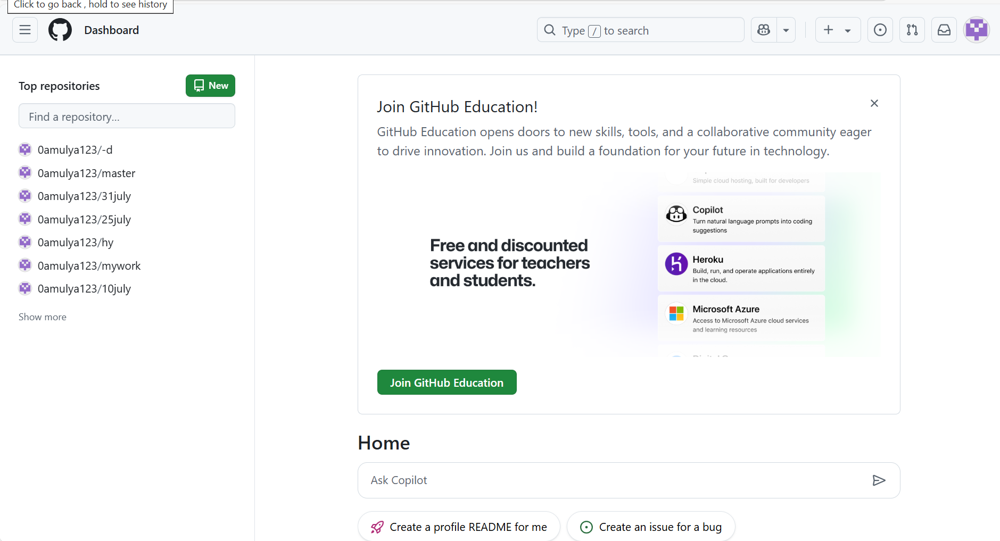 Click to go back , hold to see history
Dashboard
Type / to search
Top repositories
New
Find a repository...
0amulya123/-d
0amulya123/master
0amulya123/31july
0amulya123/25july
0amulya123/hy
0amulya123/mywork
0amulya123/10july
Show more
Join GitHub Education!
GitHub Education opens doors to new skills, tools, and a collaborative community eager
to drive innovation. Join us and build a foundation for your future in technology.
Free and discounted
services for teachers
and students.
Simple cloud hosting, built for developers
Copilot
Turn natural language prompts into coding
suggestions
Heroku
Build, run, and operate applications entirely
in the cloud.
Microsoft Azure
Access to Microsoft Azure cloud services
and learning resources
Join GitHub Education
Home
Ask Copilot
Create a profile README for me
Create an issue for a bug